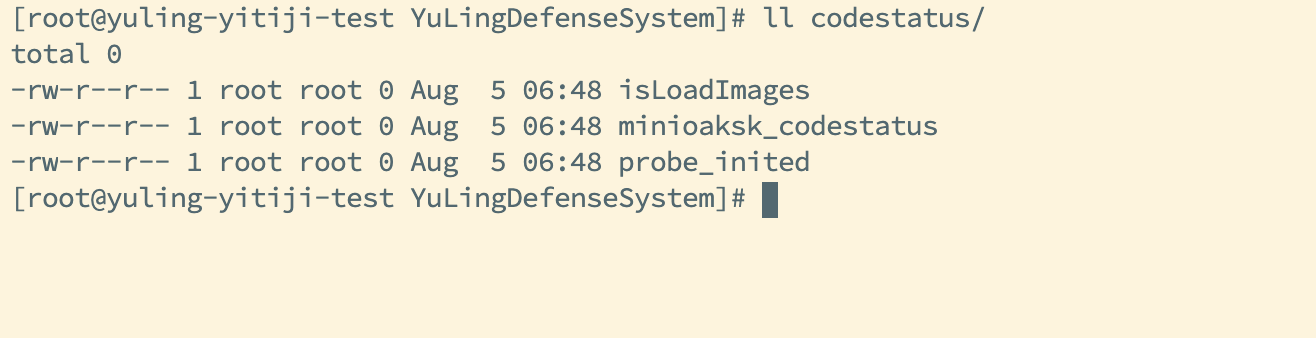 [root@yuling-yitiji-test YuLingDefenseSystem]# ll codestatus/
total 0
-rw-r--r-- 1 root root 0 Aug  5 06:48 isLoadImages
-rw-r--r-- 1 root root 0 Aug  5 06:48 minioaksk_codestatus
-rw-r--r-- 1 root root 0 Aug  5 06:48 probe_inited
[root@yuling-yitiji-test YuLingDefenseSystem]#